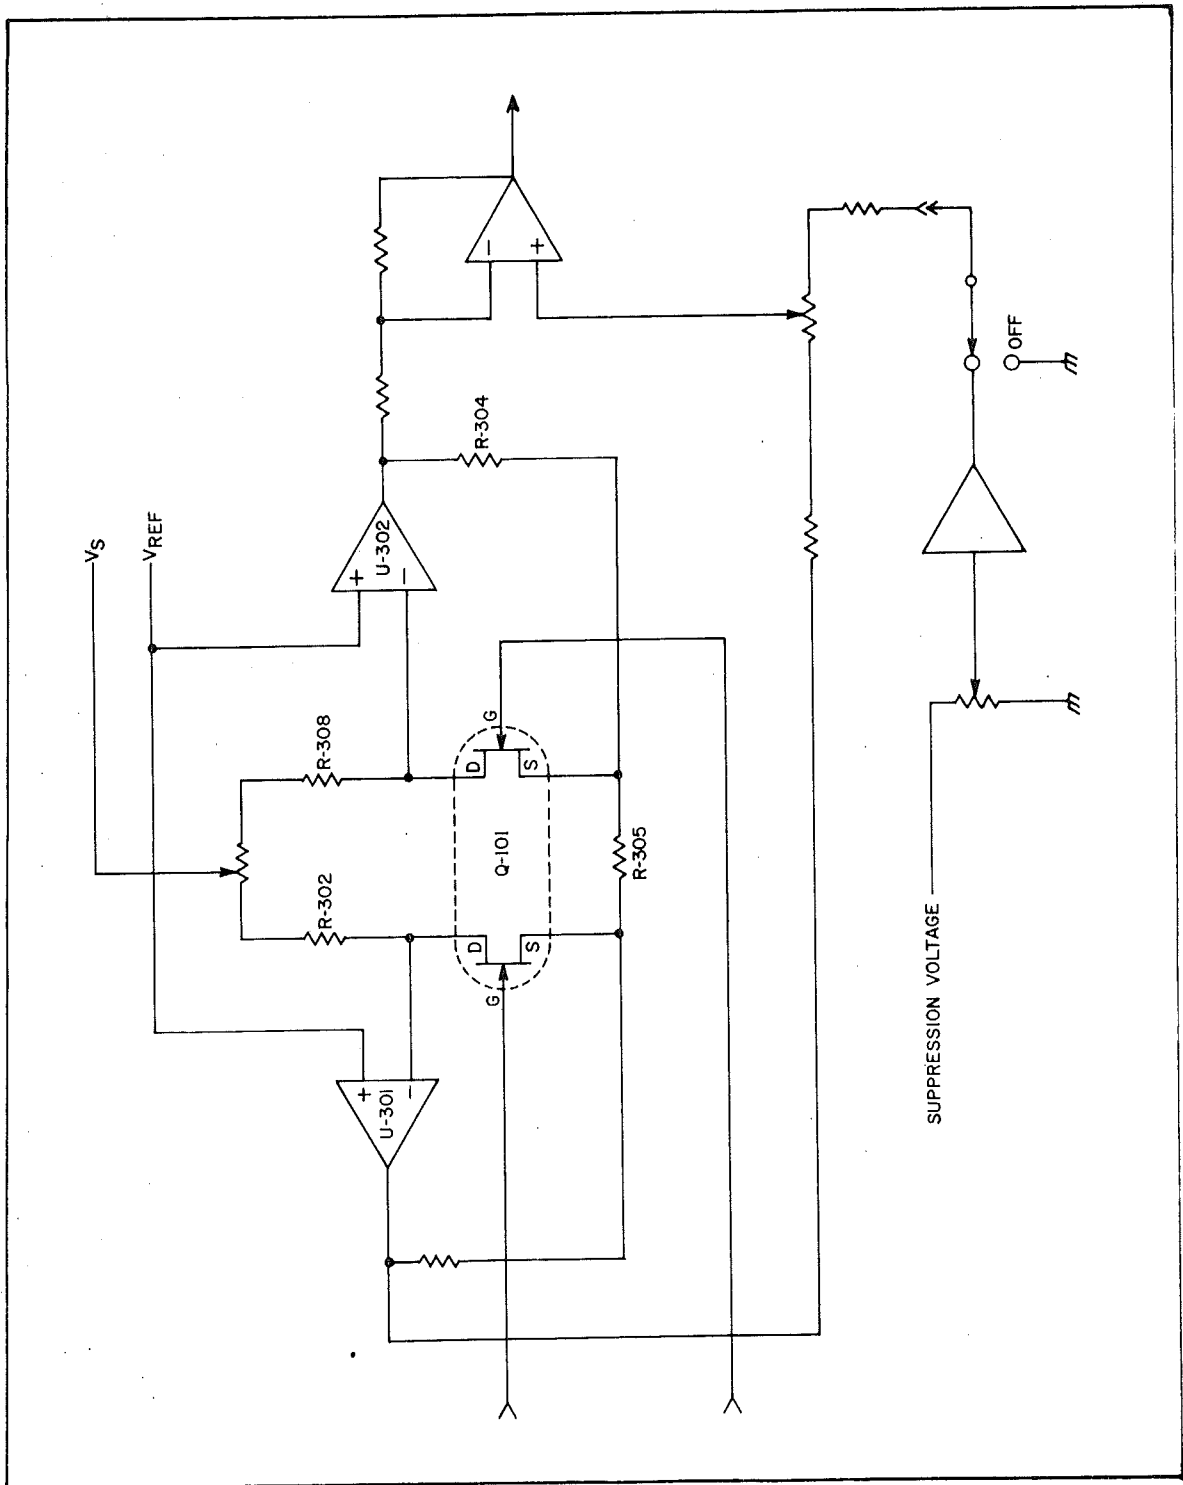 VS
VREF
R-302
R-308
+
−
U-301
+
−
U-302
−
+
R-304
D
S
G
Q-101
D
S
G
R-305
OFF
SUPPRESSION VOLTAGE